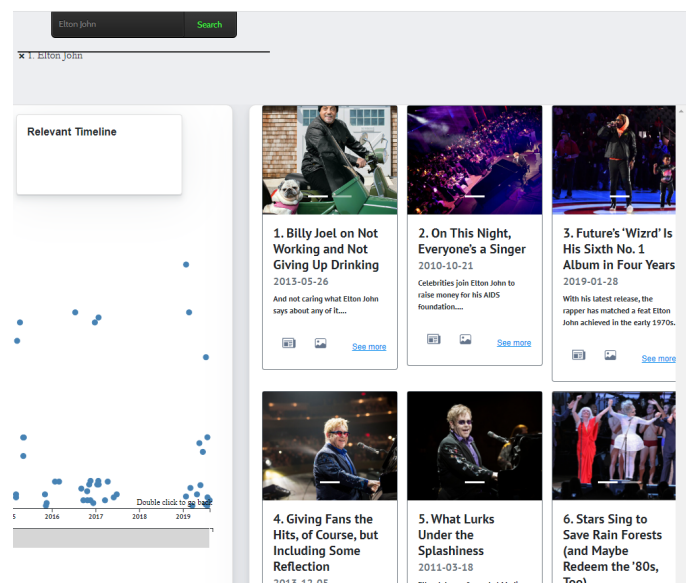 Elton John
Search
× 1. Elton John
Relevant Timeline
Double click to go back
5 2016 2017 2018 2019
1. Billy Joel on Not
Working and Not
Giving Up Drinking
2013-05-26
And not caring what Elton John
says about any of it....
See more
2. On This Night,
Everyone's a Singer
2010-10-21
Celebrities join Elton John to
raise money for his AIDS
foundation....
See more
3. Future's ‘Wizrd’ Is
His Sixth No. 1
Album in Four Years
2019-01-28
With his latest release, the
rapper has matched a feat Elton
John achieved in the early 1970s.
See more
4. Giving Fans the
Hits, of Course, but
Including Some
Reflection
2013-12-05
5. What Lurks
Under the
Splashiness
2011-03-18
6. Stars Sing to
Save Rain Forests
(and Maybe
Redeem the ’80s,
Too)